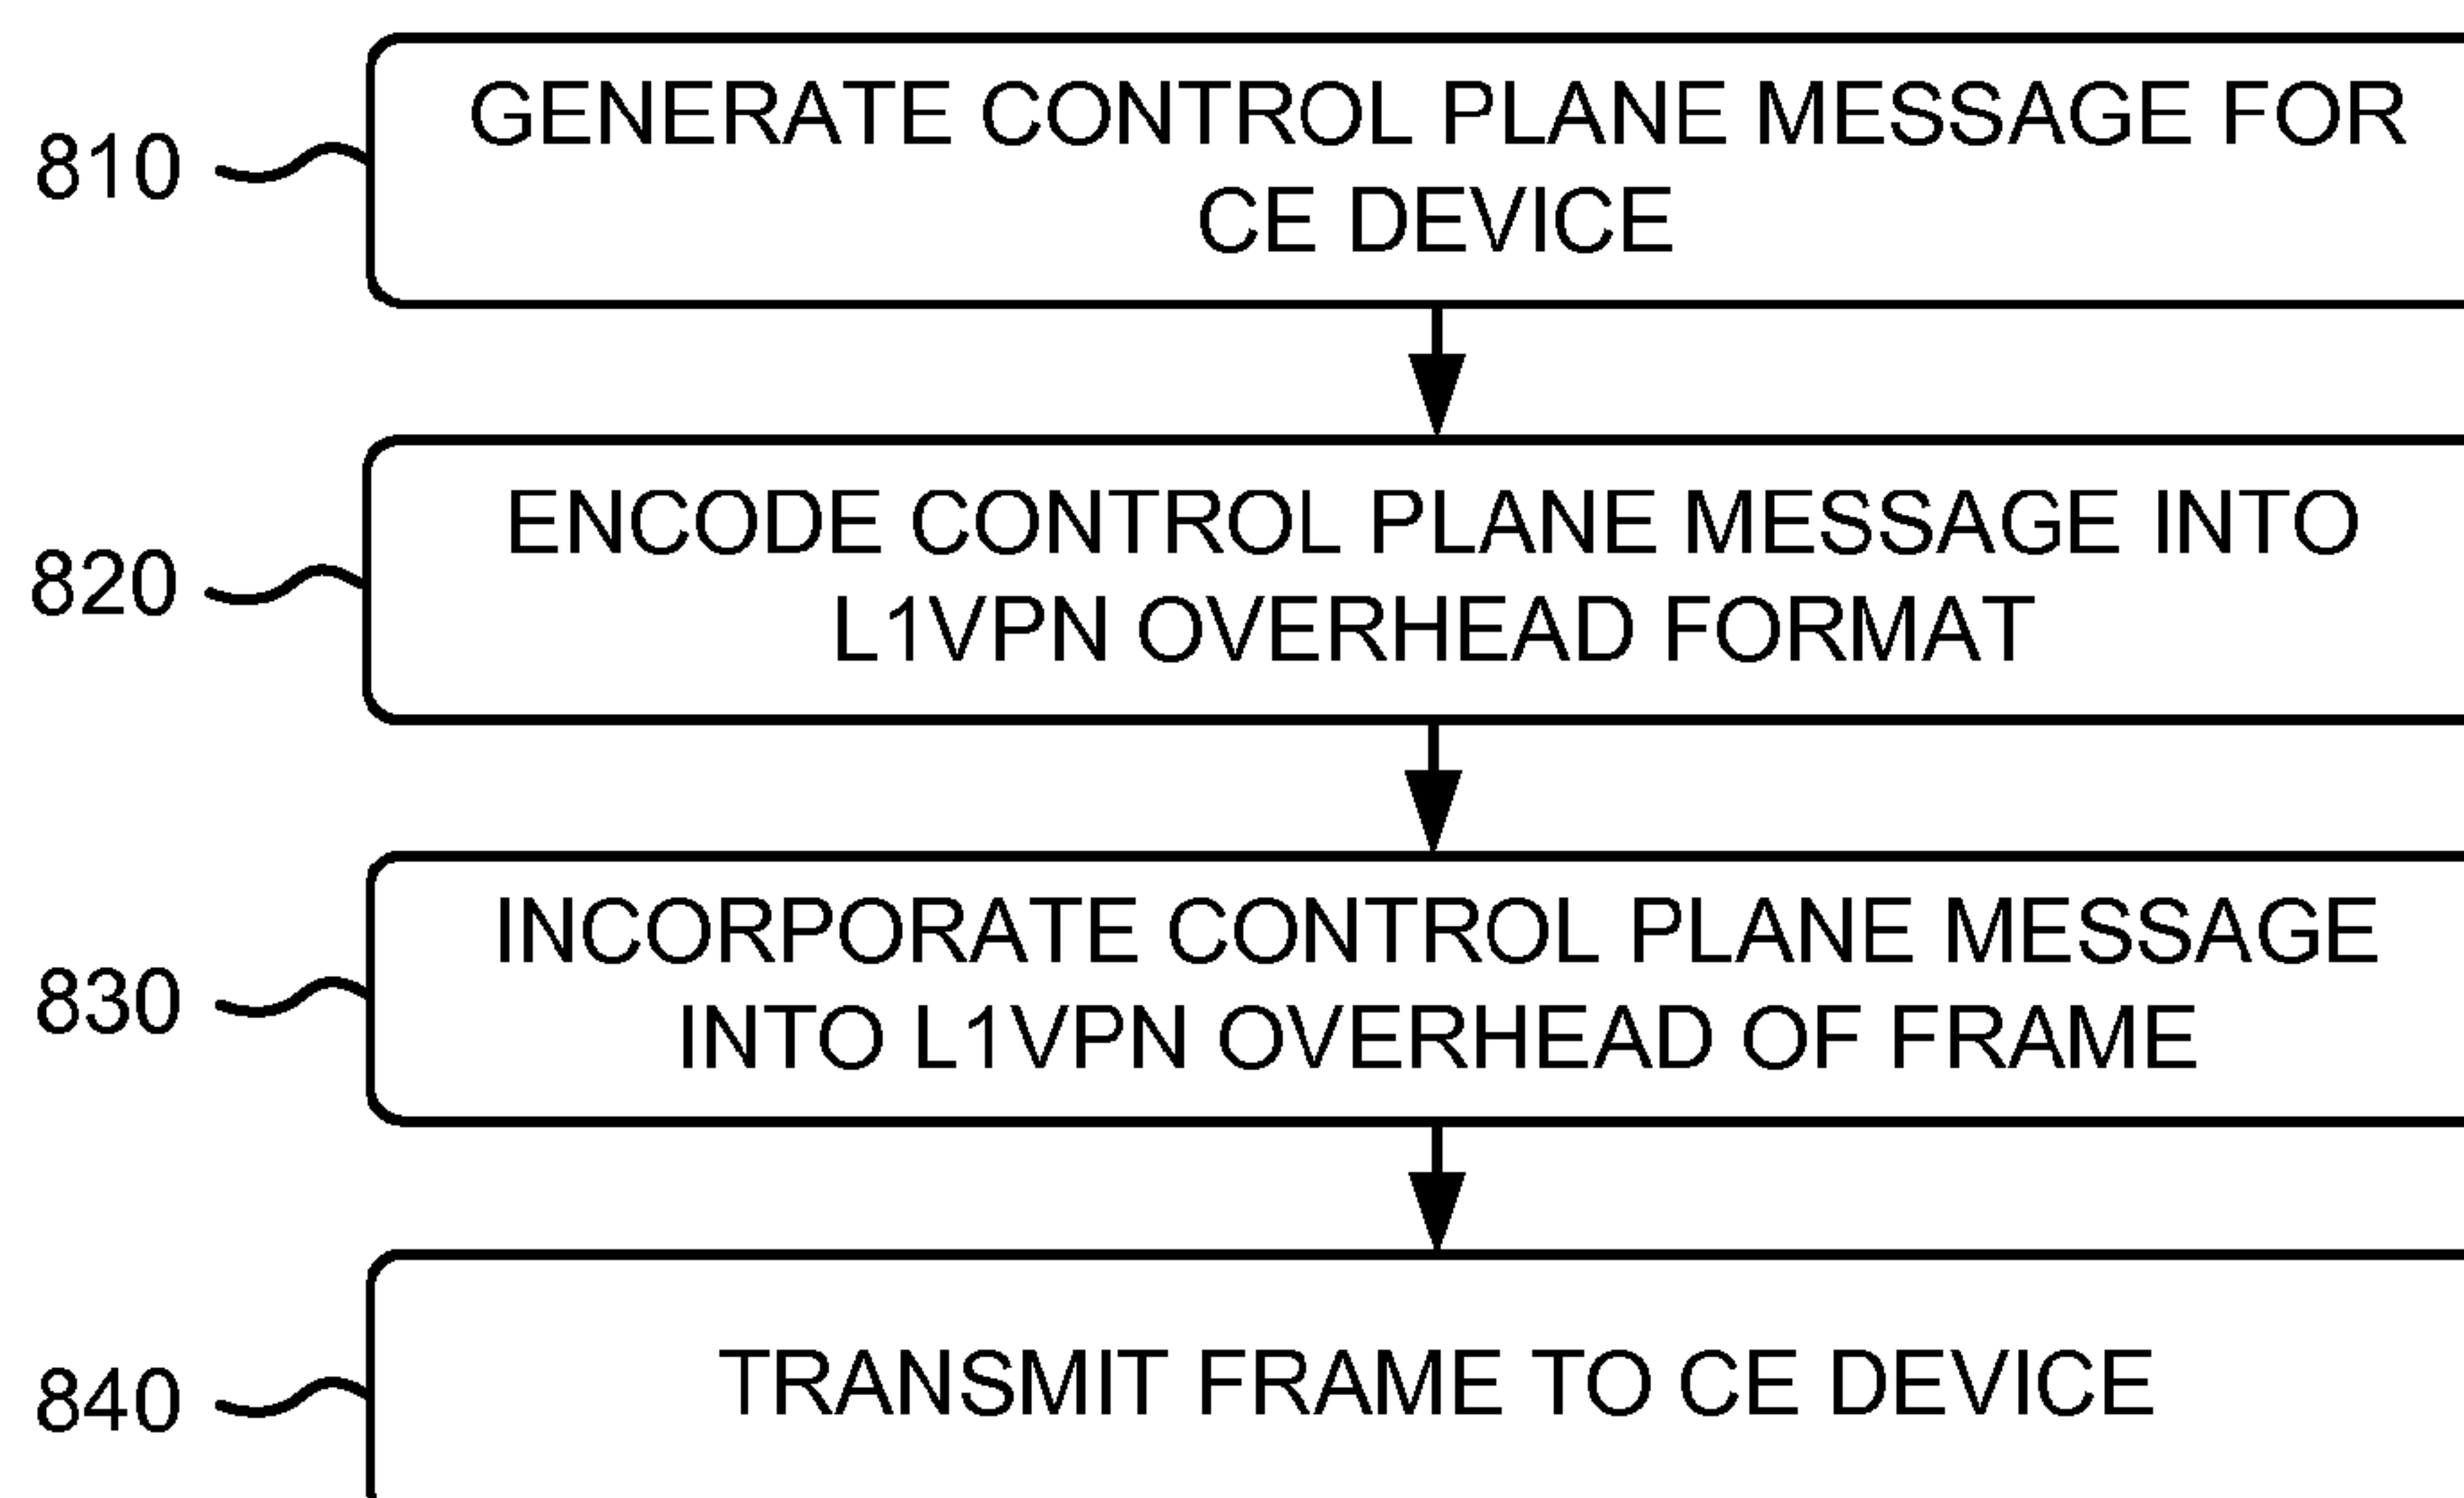 810
GENERATE CONTROL PLANE MESSAGE FOR
CE DEVICE
820
ENCODE CONTROL PLANE MESSAGE INTO
L1VPN OVERHEAD FORMAT
830
INCORPORATE CONTROL PLANE MESSAGE
INTO L1VPN OVERHEAD OF FRAME
840
TRANSMIT FRAME TO CE DEVICE